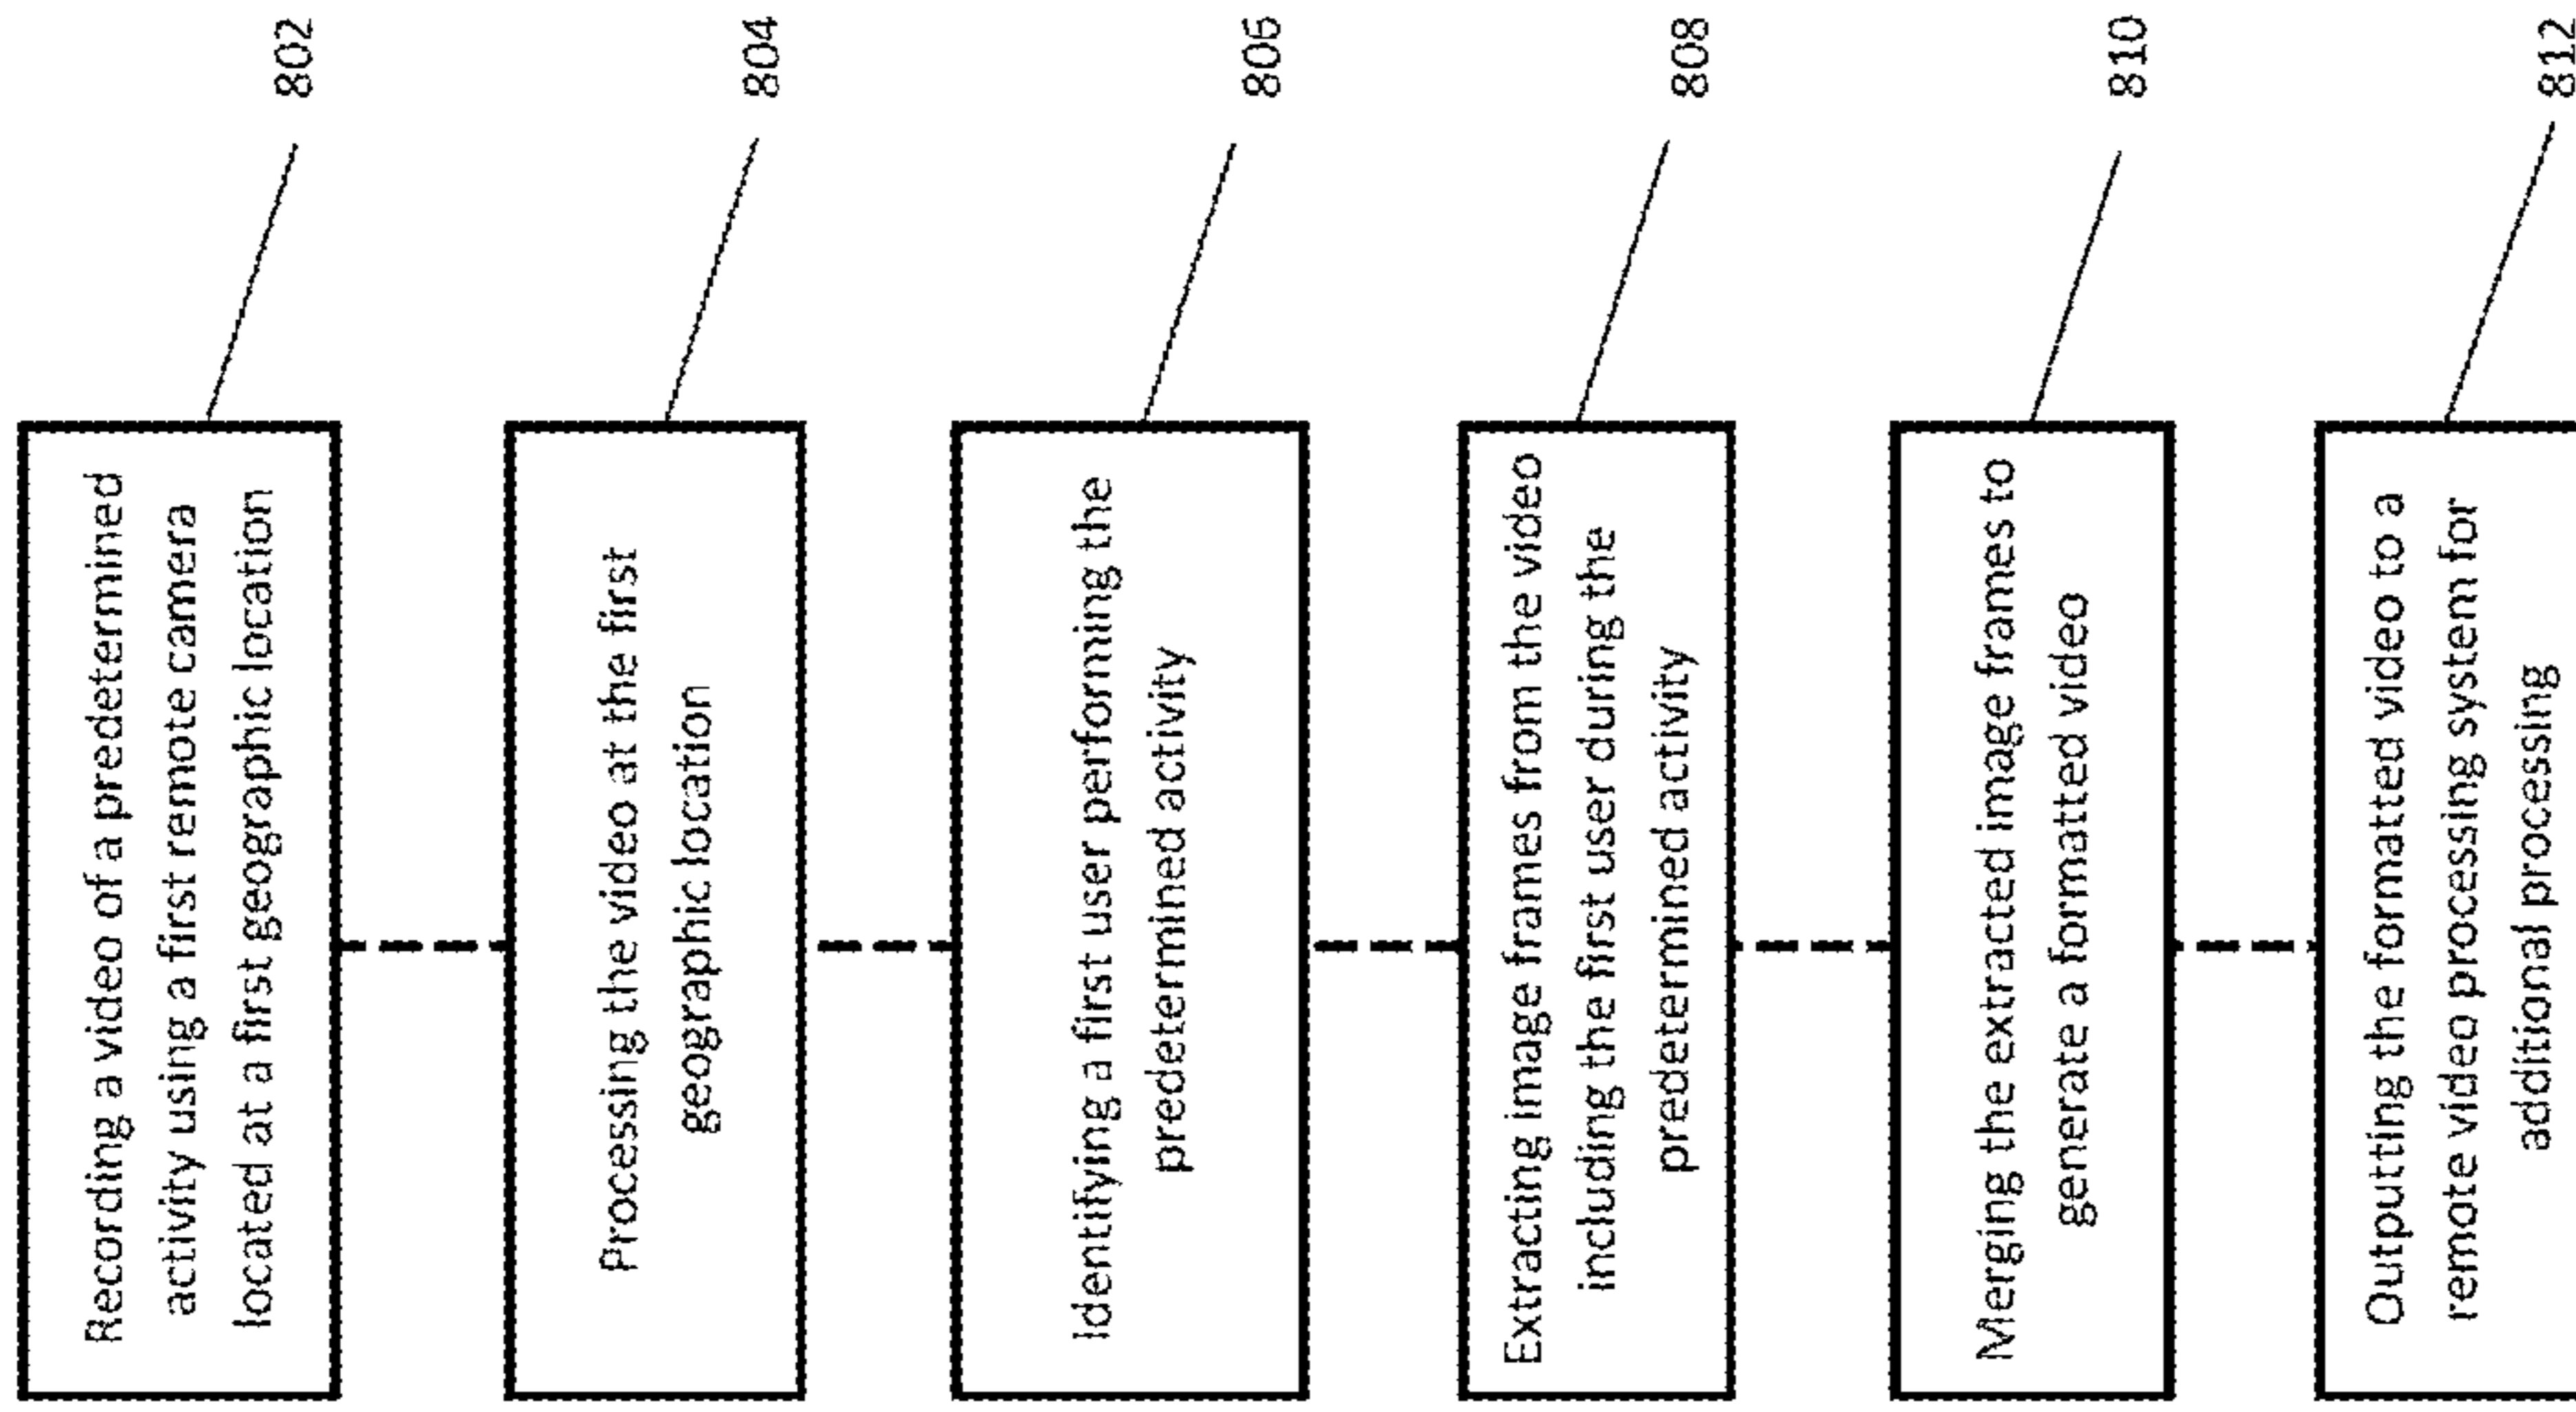 Recording a video of a predetermined
activity using a first remote camera
located at a first geographic location
802
Processing the video at the first
geographic location
804
Identifying a first user performing the
predetermined activity
806
Extracting image frames from the video
including the first user during the
predetermined activity
808
Merging the extracted image frames to
generate a formatted video
810
Outputting the formatted video to a
remote video processing system for
additional processing
812